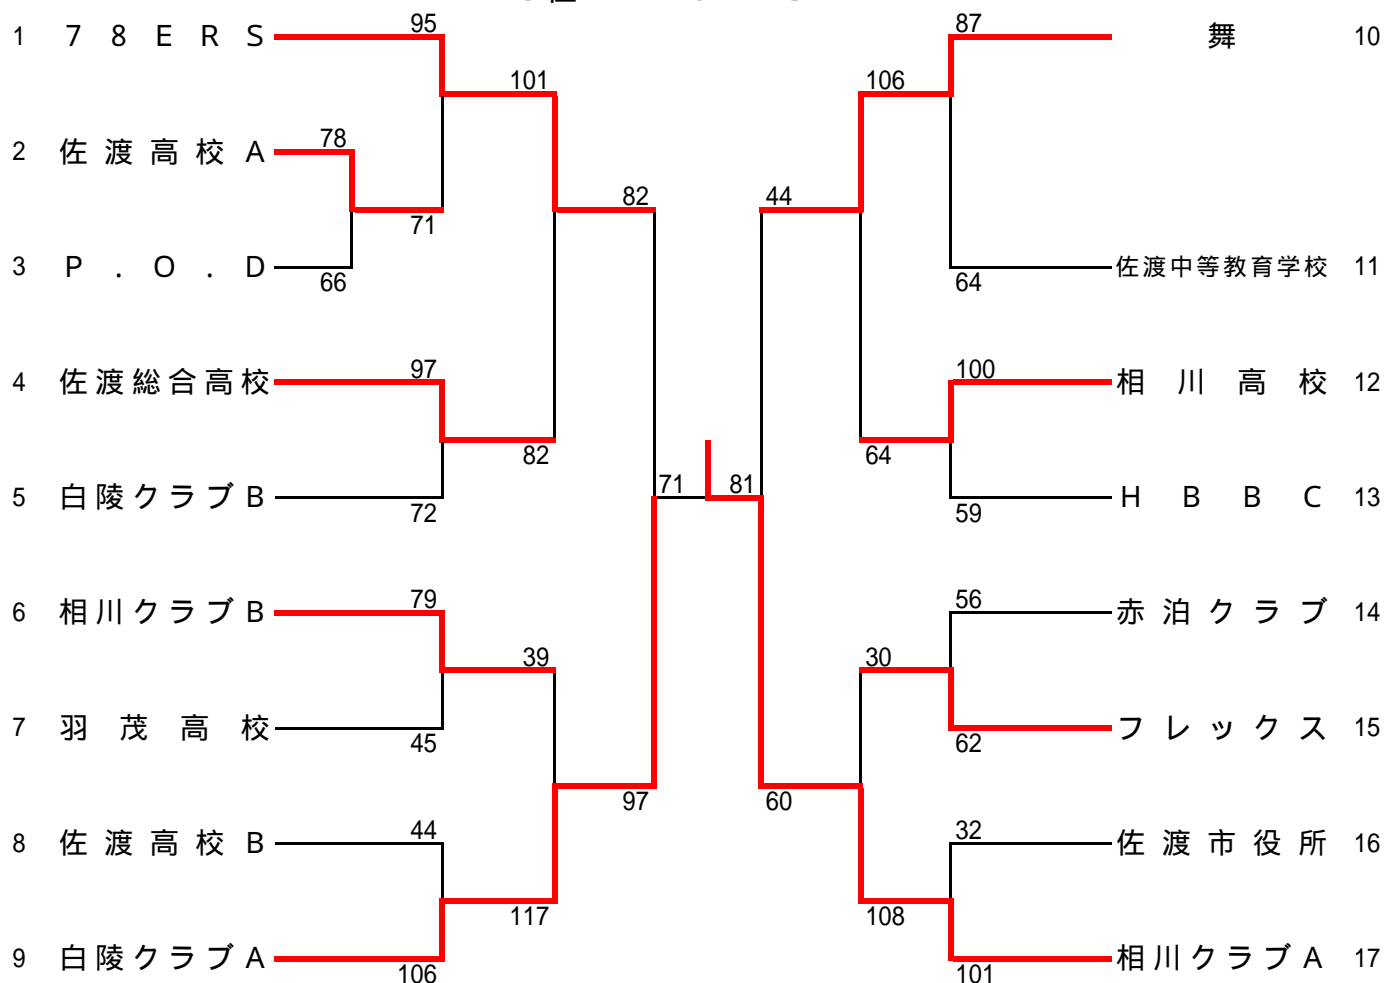 95 87
1 78ERS 舞 10
101 106
78
2 佐渡高校A
82 44
71
3 P.O.D 佐渡中等教育学校 11
66 64
97 100
4 佐渡総合高校 相川高校 12
82 64
71 81
5 白陵クラブB HBBC 13
72 59
79 56
6 相川クラブB 赤泊クラブ 14
39 30
7 羽茂高校 フレックス 15
45 62
97 60
44 32
8 佐渡高校B 佐渡市役所 16
117 108
9 白陵クラブA 相川クラブA 17
106 101